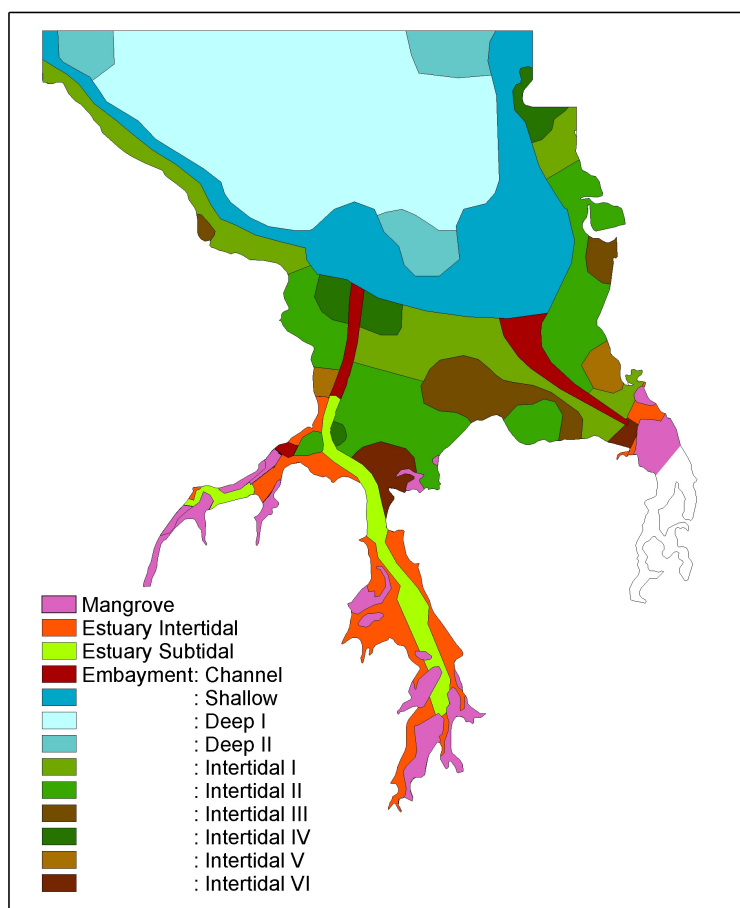 Mangrove
Estuary Intertidal
Estuary Subtidal
Embayment: Channel
: Shallow
: Deep I
: Deep II
: Intertidal I
: Intertidal II
: Intertidal III
: Intertidal IV
: Intertidal V
: Intertidal VI